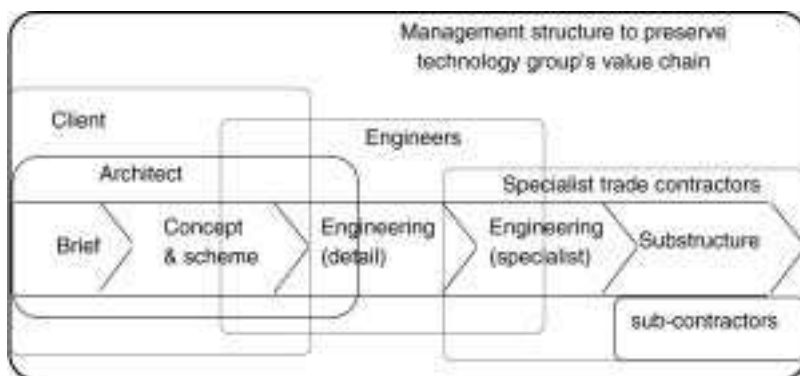 Management structure to preserve
technology group's value chain
Client
Engineers
Architect
Specialist trade contractors
Brief
Concept
& scheme
Engineering
(detail)
Engineering
(specialist)
Substructure
sub-contractors